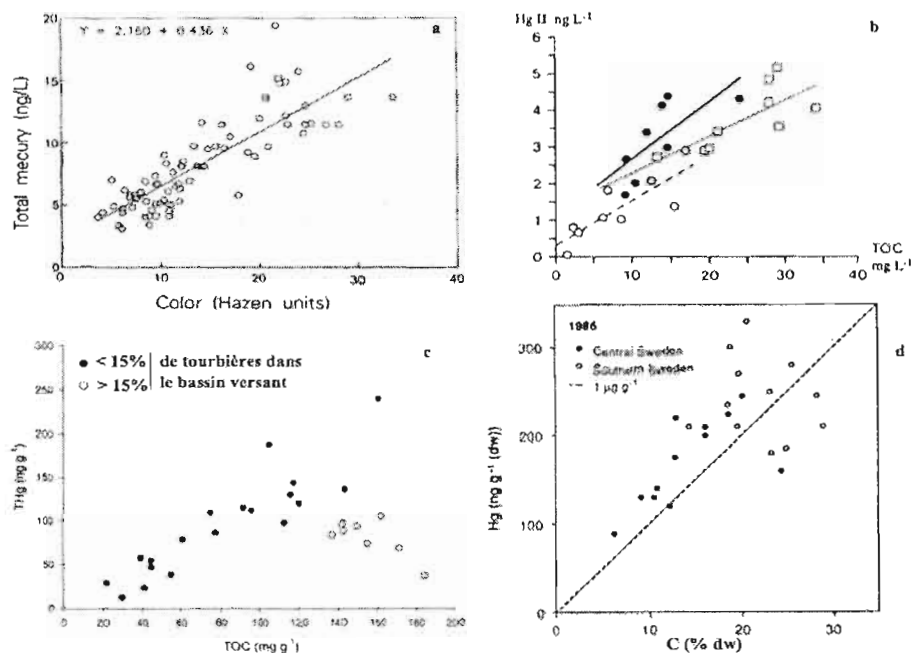 a
Y = 2.160 + 0.436 X
Total mecury (ng/L)
20
15
10
5
0
0 10 20 30 40
Color (Hazen units)
Hg II ng L-1
b
6
5
4
3
2
1
0
0 10 20 30 40
TOC
mg L-1
c
● < 15% | de tourbières dans
○ > 15% | le bassin versant
THg (ng g-1)
300
250
200
150
100
50
0
0 20 40 60 80 100 120 140 160 180 200
TOC (mg g-1)
d
1986
● Central Sweden
○ Southern Sweden
--- 1 µg g-1
Hg (ng g-1 (dw))
300
200
100
0
0 10 20 30
C (% dw)